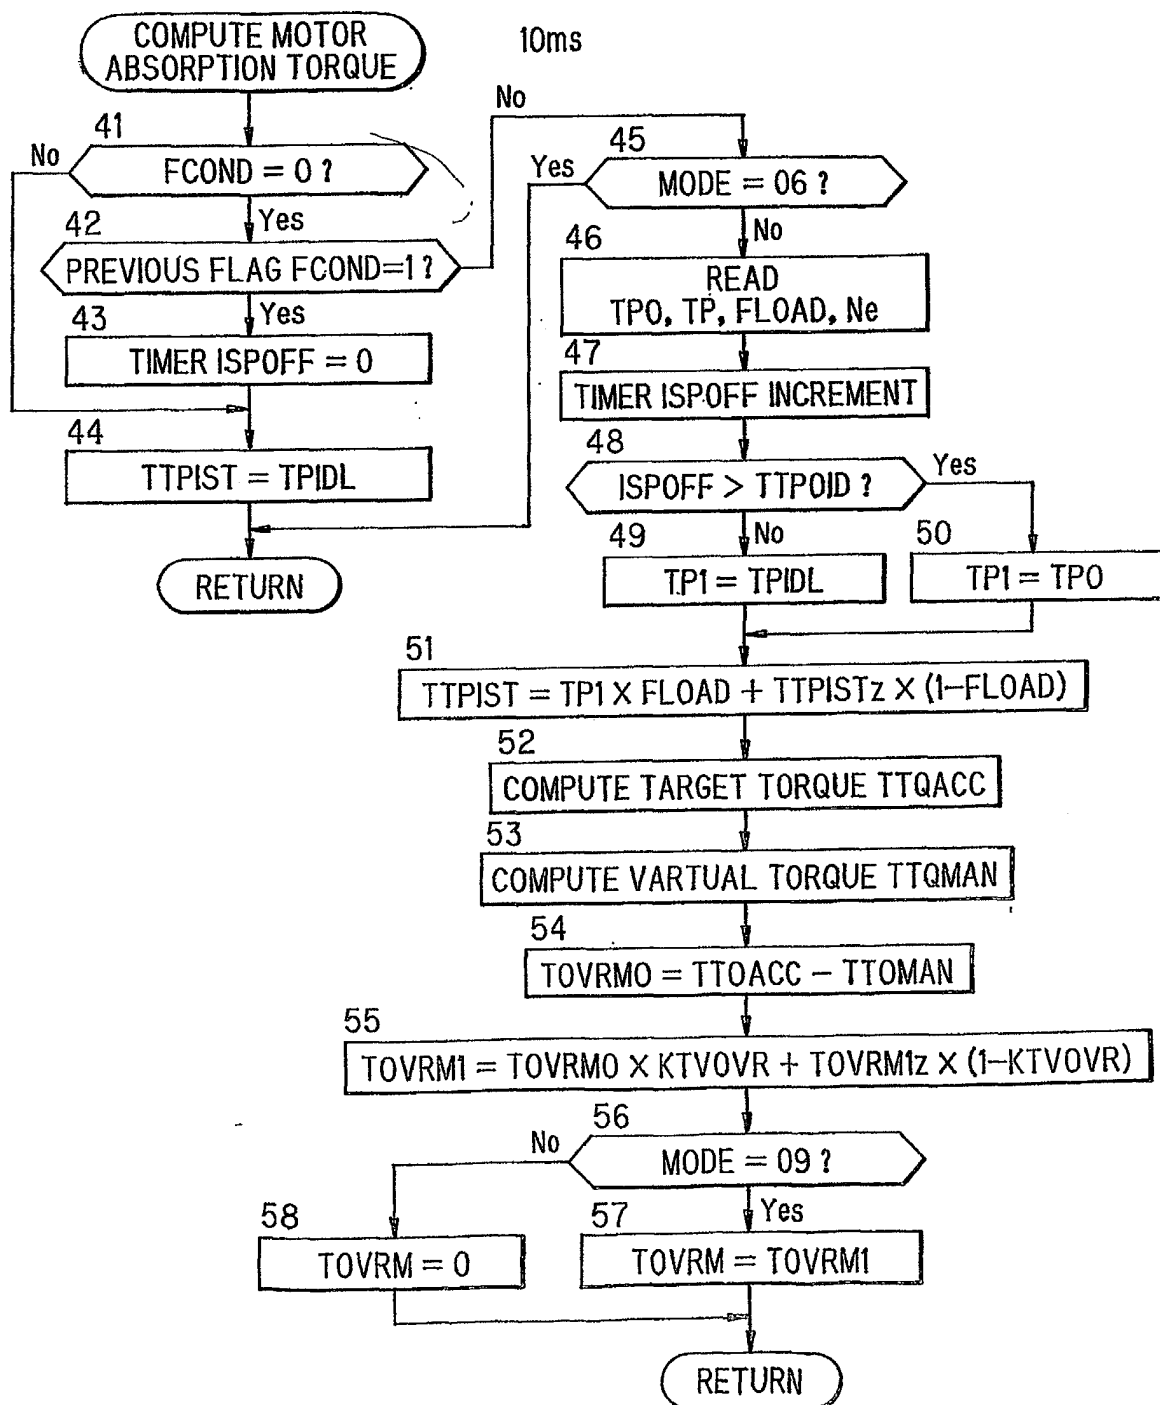 COMPUTE MOTOR
ABSORPTION TORQUE
10ms
41
No
FCOND = 0 ?
Yes
42
PREVIOUS FLAG FCOND=1 ?
No
Yes
43
TIMER ISPOFF = 0
44
TTPIST = TPIDL
RETURN
45
Yes
MODE = 06 ?
No
46
READ
TPO, TP, FLOAD, Ne
47
TIMER ISPOFF INCREMENT
48
ISPOFF > TTPOID ?
Yes
No
49
TP1 = TPIDL
50
TP1 = TPO
51
TTPIST = TP1 X FLOAD + TTPISTz X (1-FLOAD)
52
COMPUTE TARGET TORQUE TTQACC
53
COMPUTE VARTUAL TORQUE TTQMAN
54
TOVRMO = TTOACC - TTOMAN
55
TOVRM1 = TOVRMO X KTVOVR + TOVRM1z X (1-KTVOVR)
56
No
MODE = 09 ?
Yes
58
TOVRM = 0
57
TOVRM = TOVRM1
RETURN